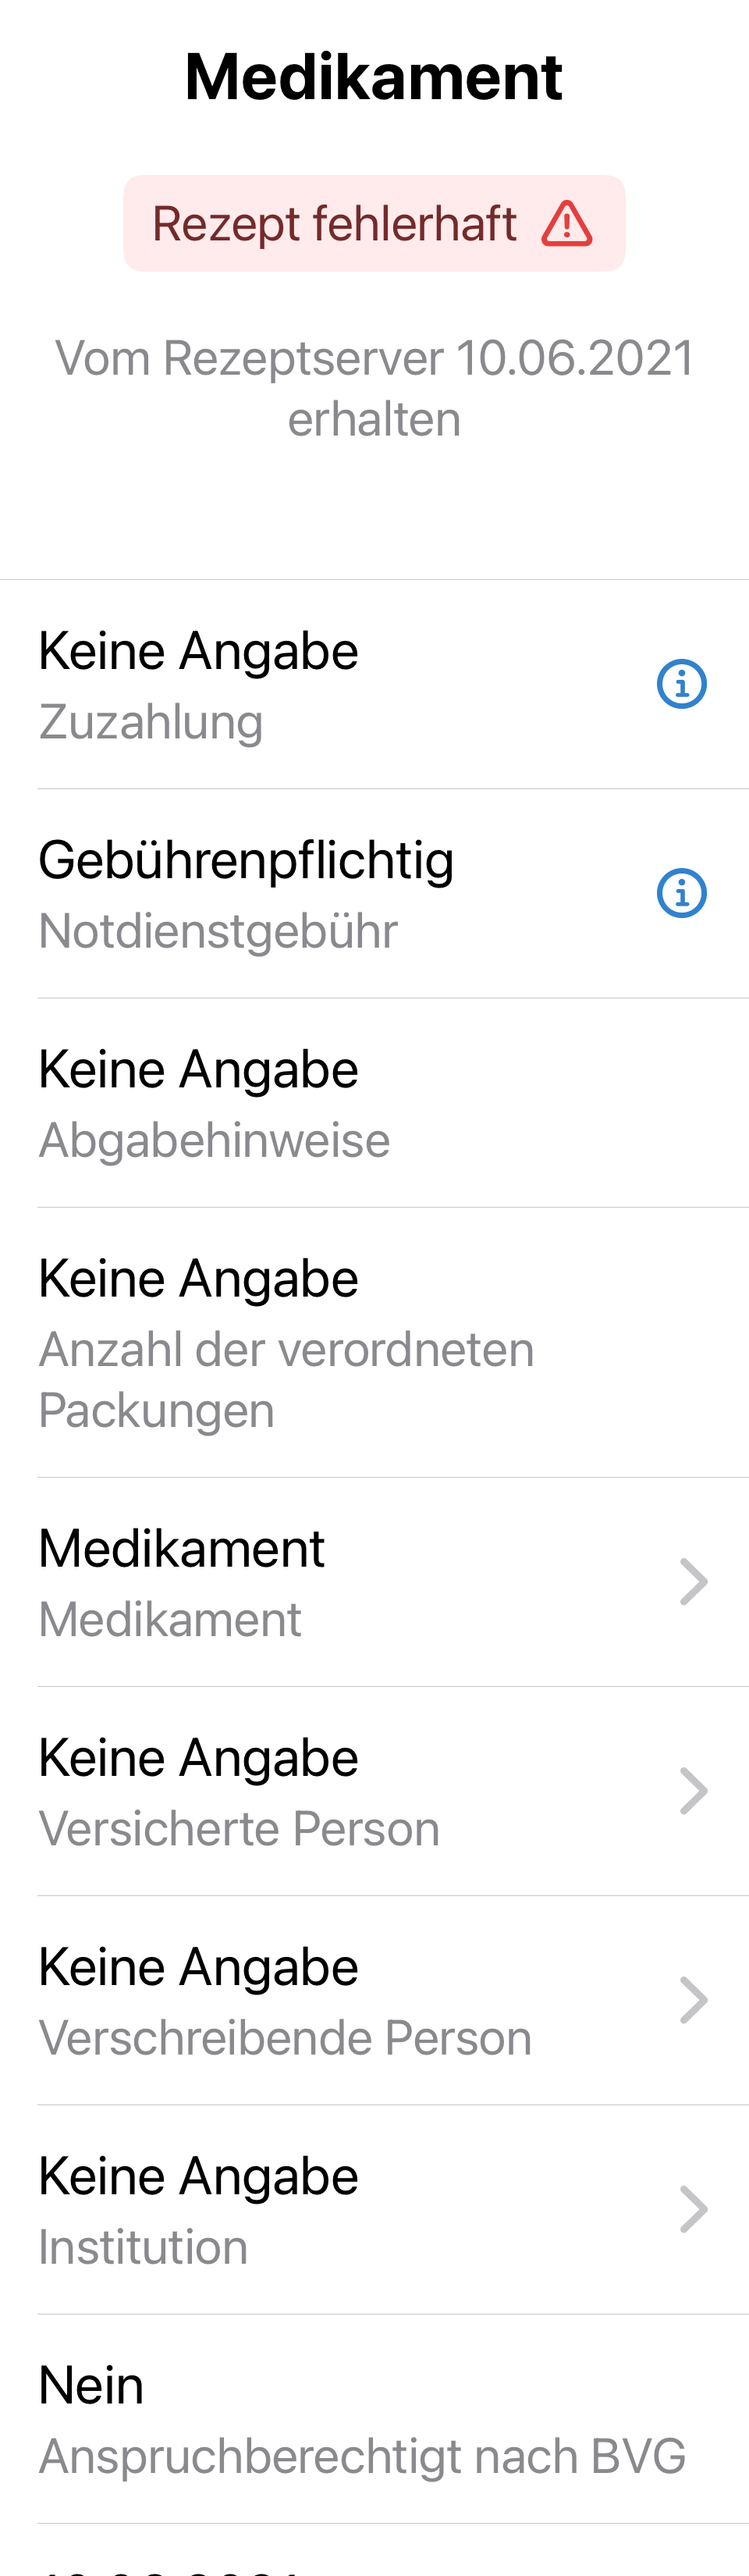 Medikament
Rezept fehlerhaft
Vom Rezeptserver 10.06.2021
erhalten
Keine Angabe
Zuzahlung
Gebührenpflichtig
Notdienstgebühr
Keine Angabe
Abgabehinweise
Keine Angabe
Anzahl der verordneten
Packungen
Medikament
Medikament
Keine Angabe
Versicherte Person
Keine Angabe
Verschreibende Person
Keine Angabe
Institution
Nein
Anspruchberechtigt nach BVG